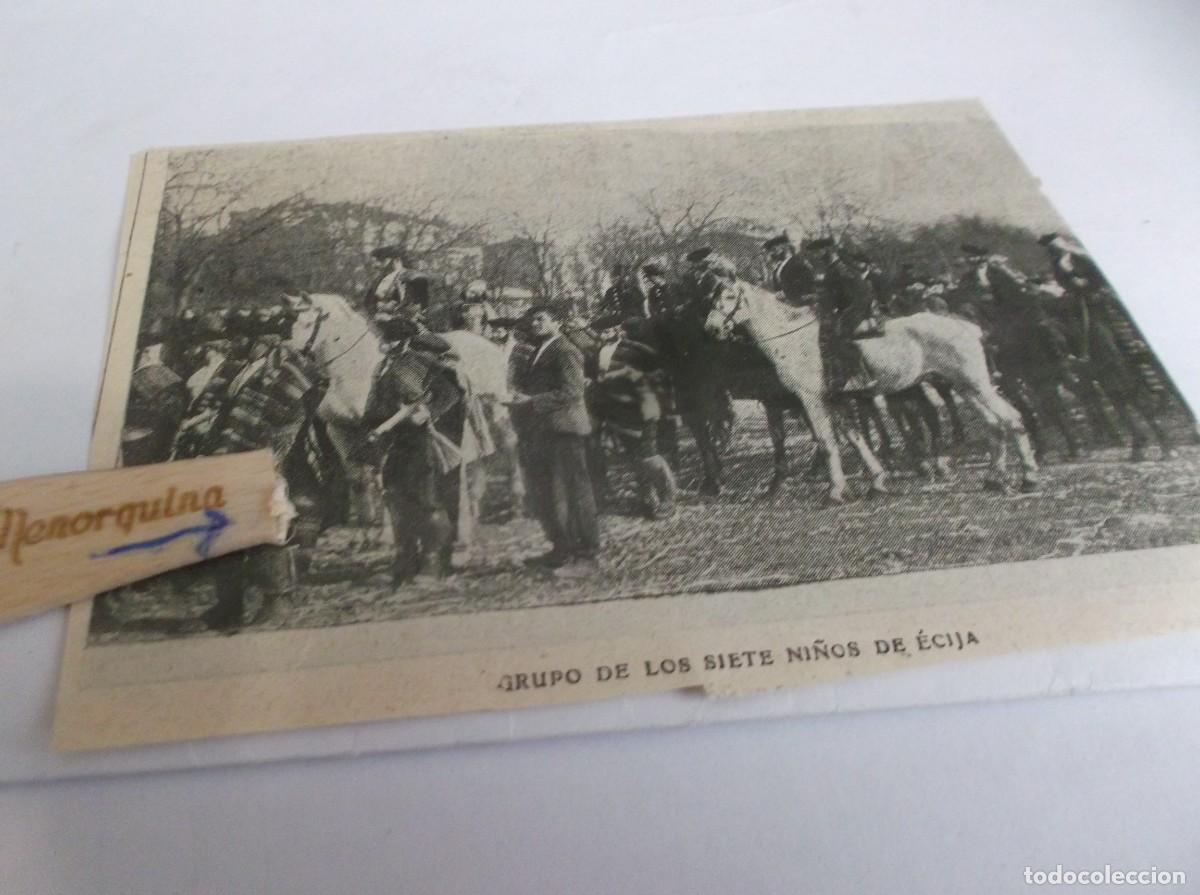 Menorquina
GRUPO DE LOS SIETE NIÑOS DE ÉCIJA
todocoleccion